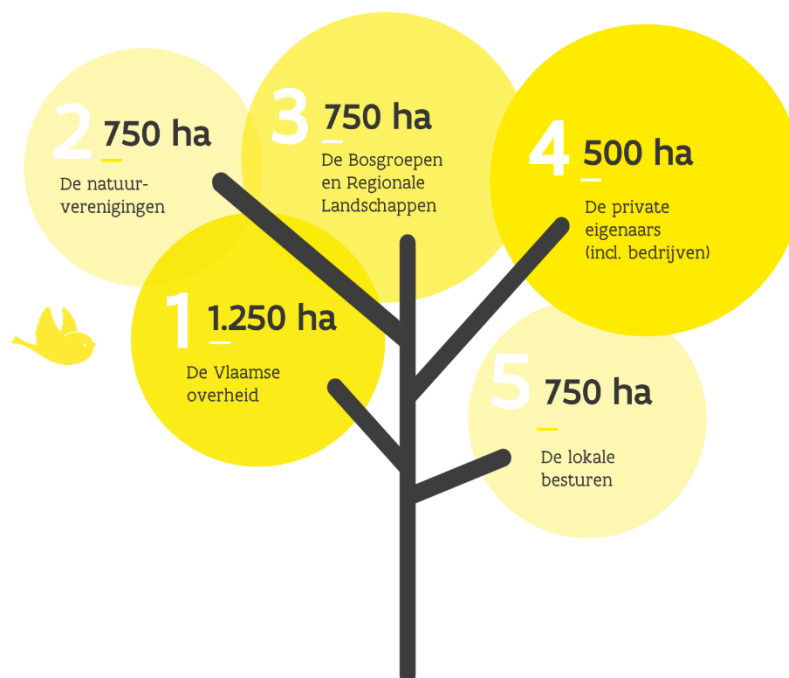 1
1.250 ha
De Vlaamse
overheid
2
750 ha
De natuur-
verenigingen
3
750 ha
De Bosgroepen
en Regionale
Landschappen
4
500 ha
De private
eigenaars
(incl. bedrijven)
5
750 ha
De lokale
besturen